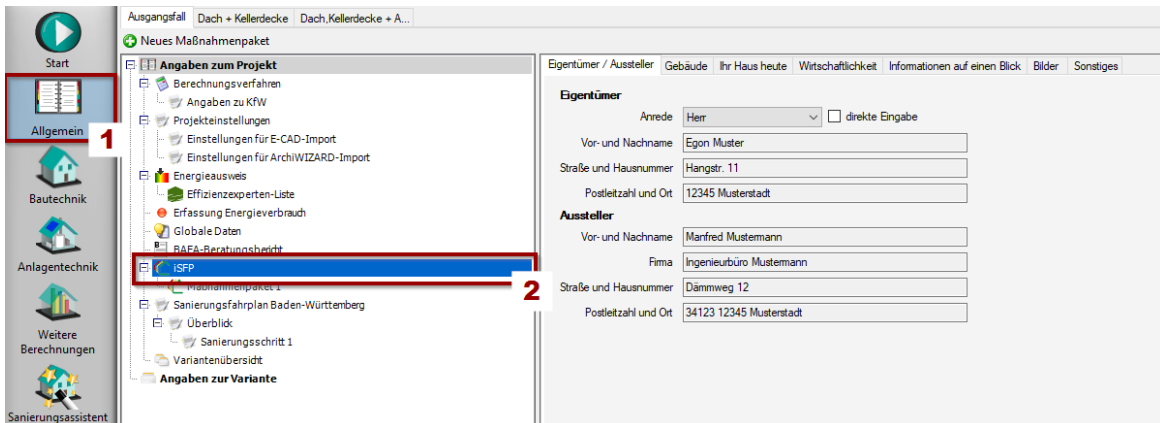 Ausgangsfall Dach + Kellerdecke Dach,Kellerdecke + A...
Neues Maßnahmenpaket
Start
Allgemein
1
Bautechnik
Anlagentechnik
Weitere
Berechnungen
Sanierungsassistent
Angaben zum Projekt
Berechnungsverfahren
Angaben zu KfW
Projekteinstellungen
Einstellungen für E-CAD-Import
Einstellungen für ArchiWIZARD-Import
Energieausweis
Effizienzexperten-Liste
Erfassung Energieverbrauch
Globale Daten
BAFA-Beratungsbericht
iSFP
2
Maßnahmenpaket 1
Sanierungsfahrplan Baden-Württemberg
Überblick
Sanierungsschritt 1
Variantenübersicht
Angaben zur Variante
Eigentümer / Aussteller Gebäude Ihr Haus heute Wirtschaftlichkeit Informationen auf einen Blick Bilder Sonstiges
Eigentümer
Anrede Herr direkte Eingabe
Vor- und Nachname Egon Muster
Straße und Hausnummer Hangstr. 11
Postleitzahl und Ort 12345 Musterstadt
Aussteller
Vor- und Nachname Manfred Mustermann
Firma Ingenieurbüro Mustermann
Straße und Hausnummer Dämmweg 12
Postleitzahl und Ort 34123 12345 Musterstadt